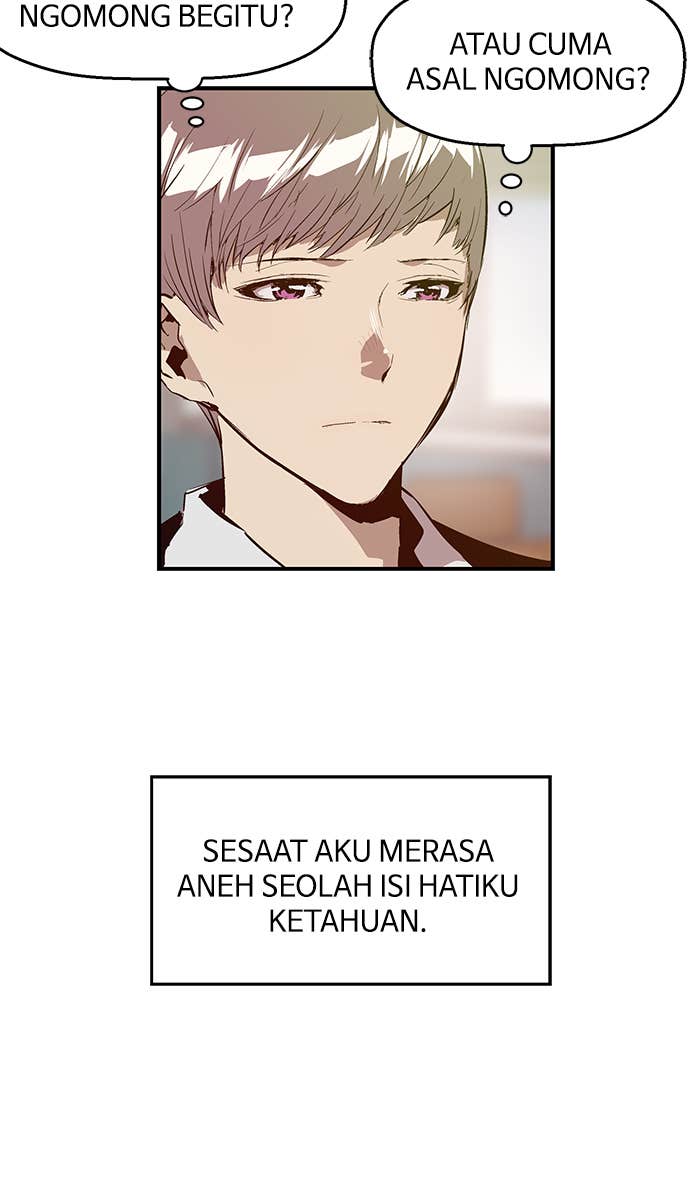 NGOMONG BEGITU?
ATAU CUMA
ASAL NGOMONG?
SESAAT AKU MERASA
ANEH SEOLAH ISI HATIKU
KETAHUAN.